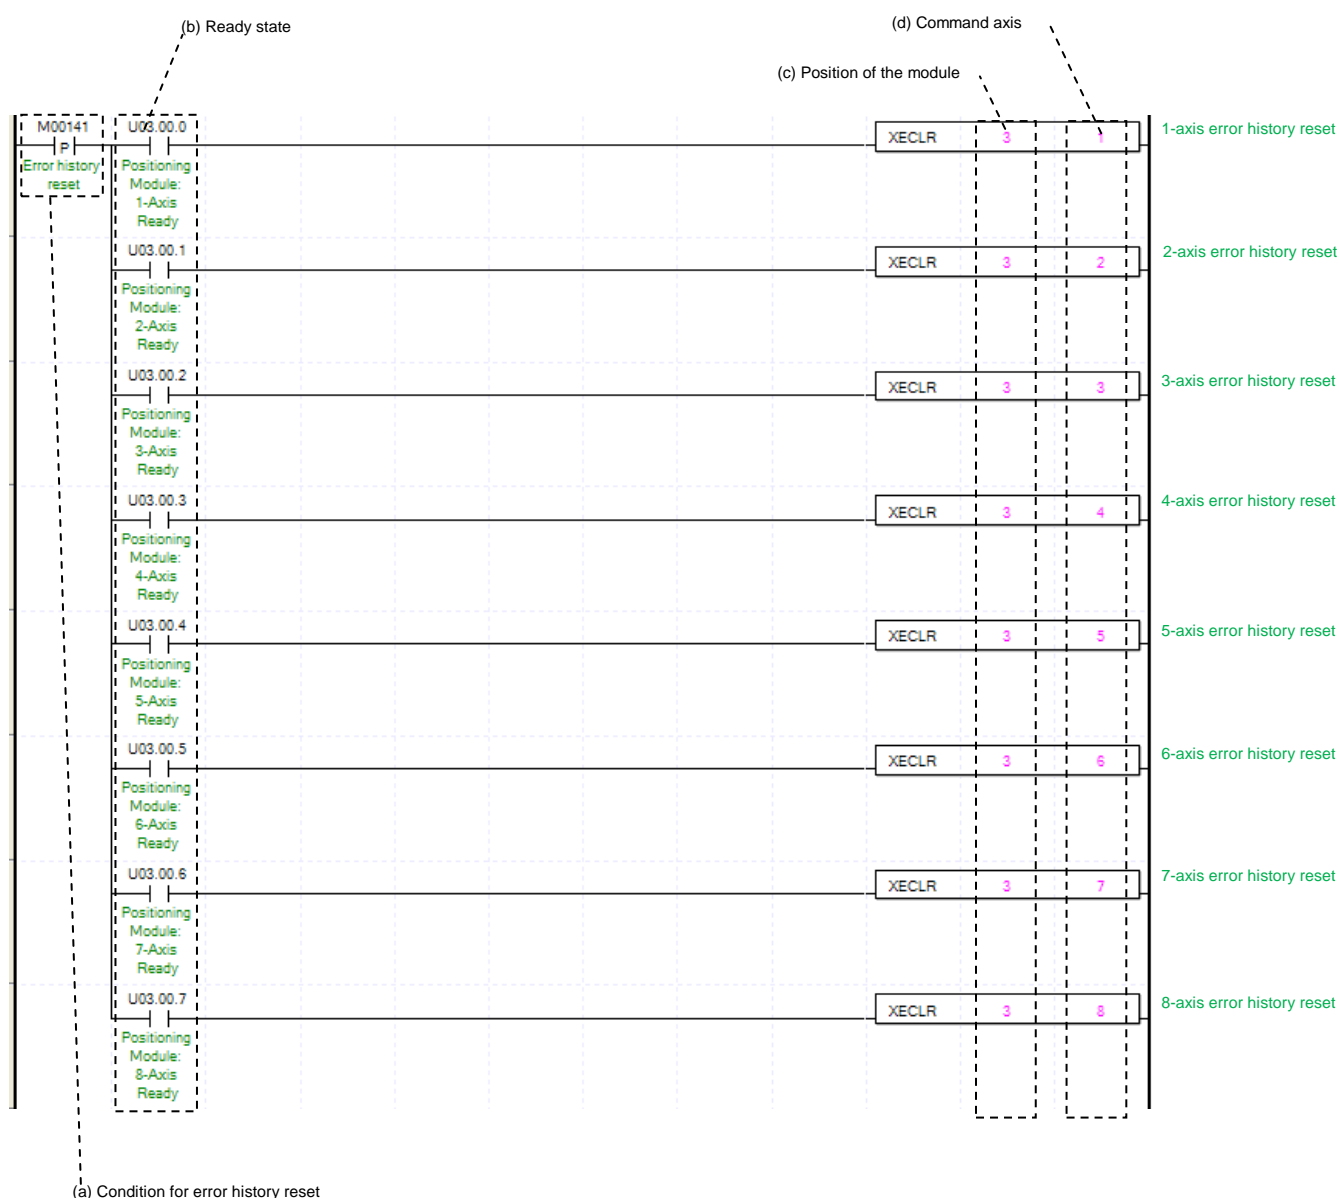 (b) Ready state
(d) Command axis
(c) Position of the module
M00141
P
Error history
reset
U03.00.0
Positioning
Module:
1-Axis
Ready
XECLR 3 1
1-axis error history reset
U03.00.1
Positioning
Module:
2-Axis
Ready
XECLR 3 2
2-axis error history reset
U03.00.2
Positioning
Module:
3-Axis
Ready
XECLR 3 3
3-axis error history reset
U03.00.3
Positioning
Module:
4-Axis
Ready
XECLR 3 4
4-axis error history reset
U03.00.4
Positioning
Module:
5-Axis
Ready
XECLR 3 5
5-axis error history reset
U03.00.5
Positioning
Module:
6-Axis
Ready
XECLR 3 6
6-axis error history reset
U03.00.6
Positioning
Module:
7-Axis
Ready
XECLR 3 7
7-axis error history reset
U03.00.7
Positioning
Module:
8-Axis
Ready
XECLR 3 8
8-axis error history reset
(a) Condition for error history reset